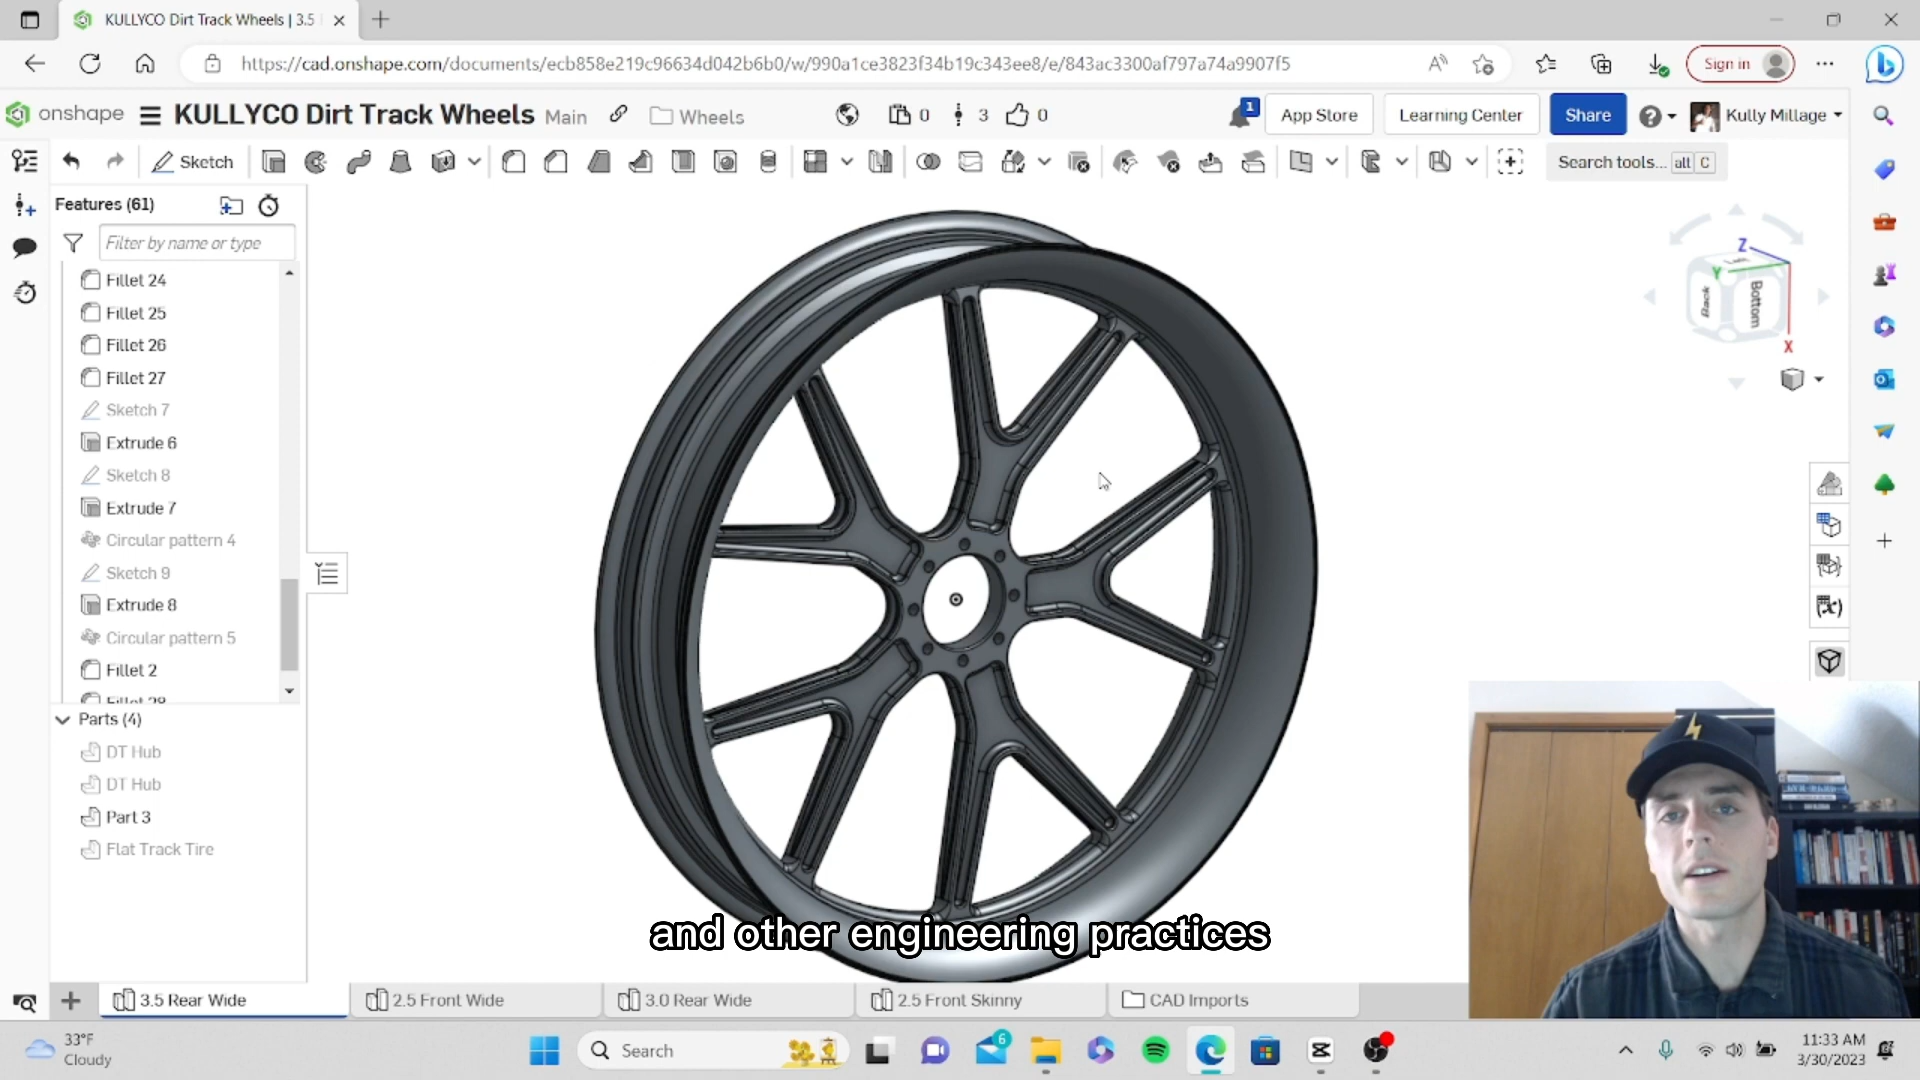 KULLYCO Dirt Track Wheels | 3.5
https://cad.onshape.com/documents/ecb858e219c96634d042b6b0/w/990a1ce3823f34b19c343ee8/e/843ac3300af797a74a9907f5
Sign in
onshape
KULLYCO Dirt Track Wheels
Main
Wheels
0
3
0
1
App Store
Learning Center
Share
Kully Millage
Sketch
Search tools... alt C
Features (61)
Filter by name or type
Fillet 24
Fillet 25
Fillet 26
Fillet 27
Sketch 7
Extrude 6
Sketch 8
Extrude 7
Circular pattern 4
Sketch 9
Extrude 8
Circular pattern 5
Fillet 2
Fillet 28
Parts (4)
DT Hub
DT Hub
Part 3
Flat Track Tire
Z
Y
Left
Back
Bottom
X
and other engineering practices
3.5 Rear Wide
2.5 Front Wide
3.0 Rear Wide
2.5 Front Skinny
CAD Imports
33°F
Cloudy
Search
6
11:33 AM
3/30/2023